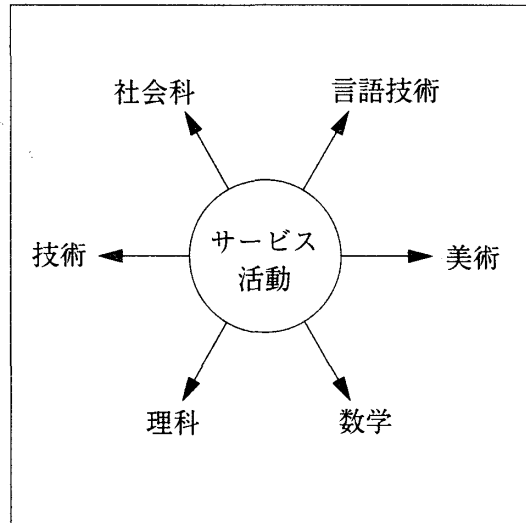 社会科
言語技術
技術
サービス
活動
美術
理科
数学